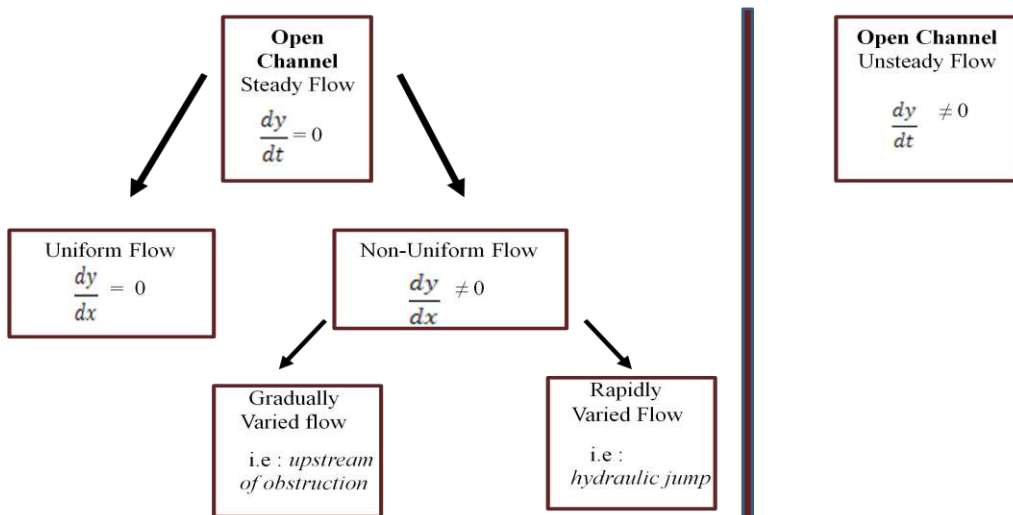 Open
Channel
Steady Flow
dy
dt
= 0
Open Channel
Unsteady Flow
dy
dt
≠ 0
Uniform Flow
dy
dx
= 0
Non-Uniform Flow
dy
dx
≠ 0
Gradually
Varied flow
i.e : upstream
of obstruction
Rapidly
Varied Flow
i.e :
hydraulic jump